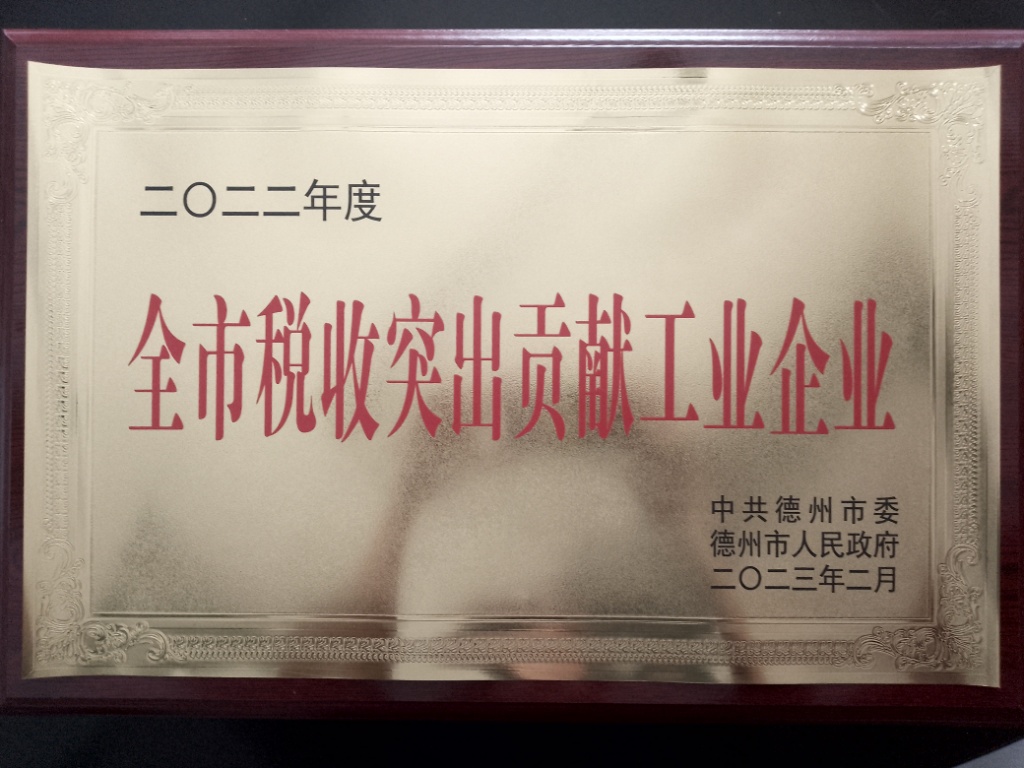 二〇二二年度
全市税收突出贡献工业企业
中共德州市委
德州市人民政府
二〇二三年二月